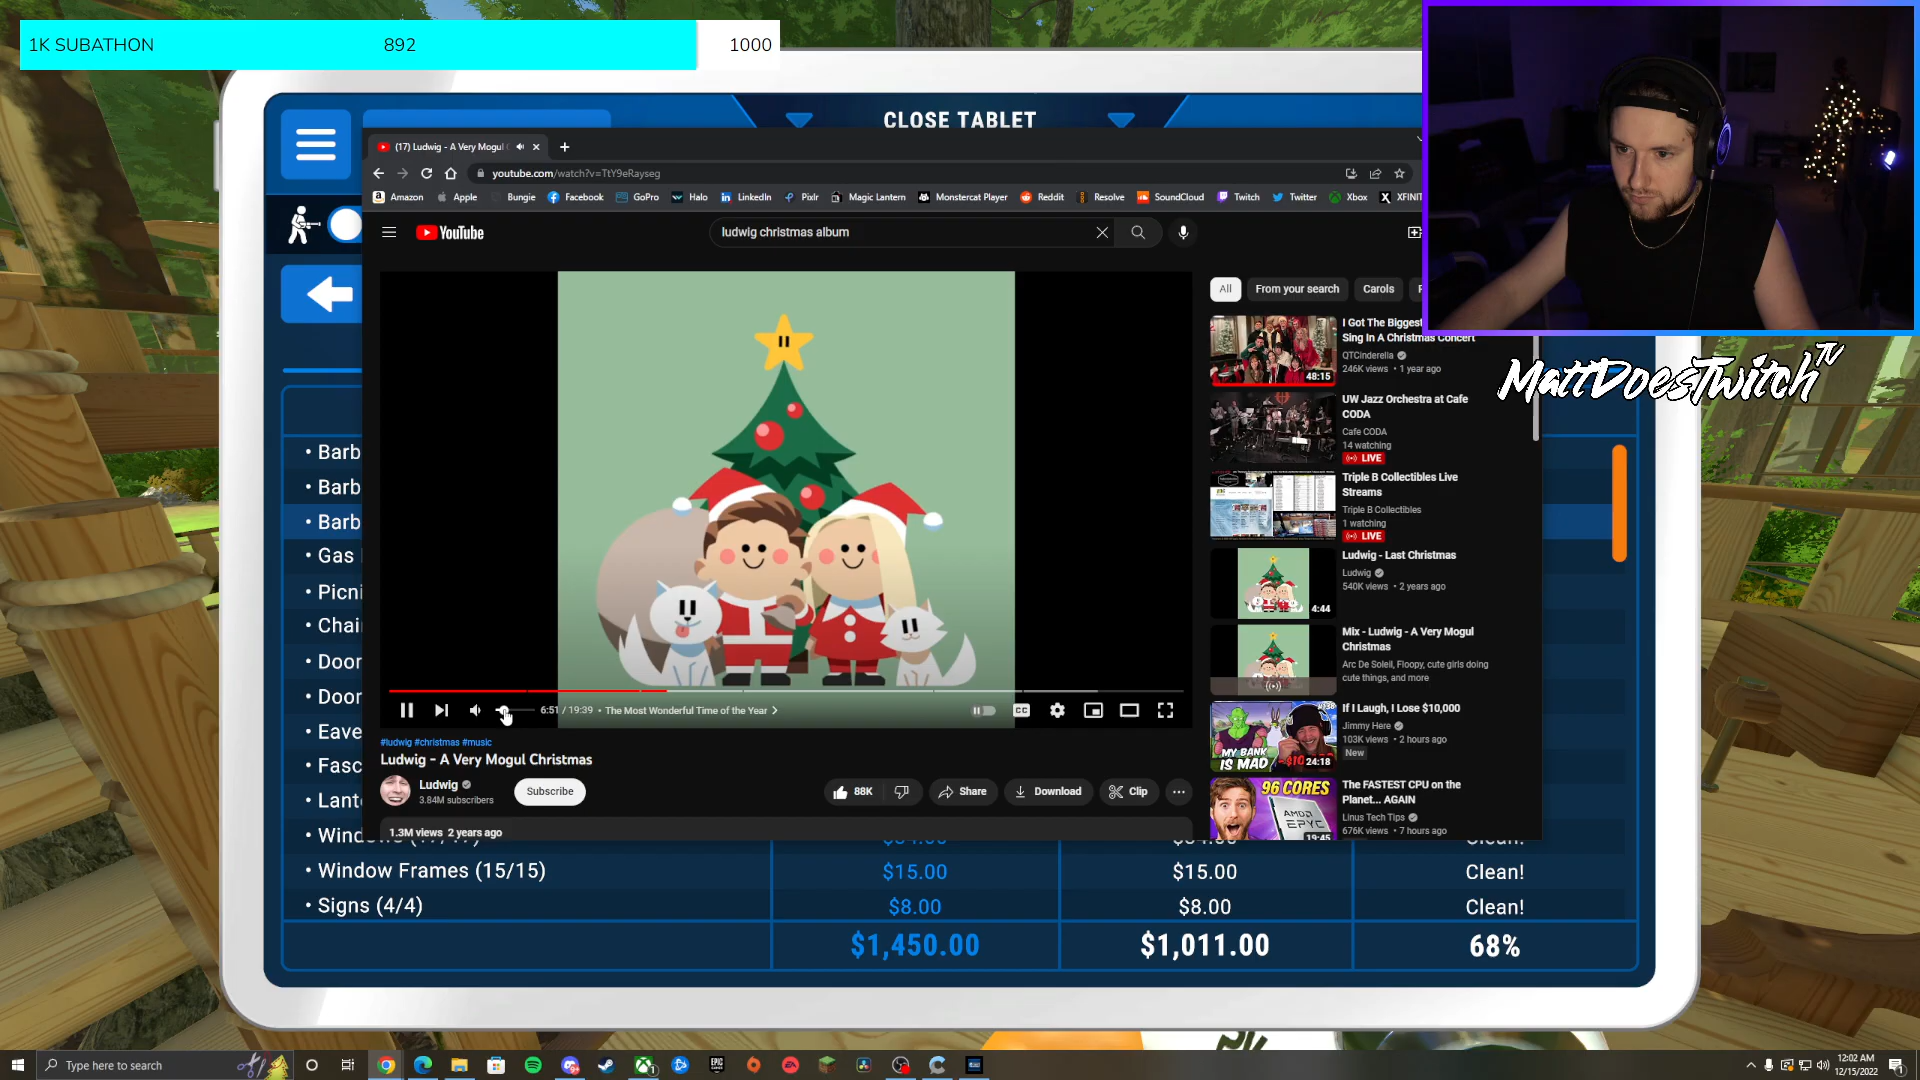 1K SUBATHON 892 1000
CLOSE TABLET
(17) Ludwig - A Very Mogul
youtube.com/watch?v=TtY9eRayseg
Amazon Apple Bungie Facebook GoPro Halo LinkedIn Pixlr Magic Lantern Monstercat Player Reddit Resolve SoundCloud Twitch Twitter Xbox XFINIT
YouTube
ludwig christmas album
All From your search Carols
I Got The Biggest
Sing In A Christmas Concert
QTCinderella
246K views • 1 year ago
48:15
UW Jazz Orchestra at Cafe
CODA
Cafe CODA
14 watching
LIVE
Triple B Collectibles Live
Streams
Triple B Collectibles
1 watching
LIVE
Ludwig - Last Christmas
Ludwig
540K views • 2 years ago
4:44
Mix - Ludwig - A Very Mogul
Christmas
Arc De Soleil, Floopy, cute girls doing
cute things, and more
If I Laugh, I Lose $10,000
Jimmy Here
103K views • 2 hours ago
New
MY BANK
IS MAD
24:18
The FASTEST CPU on the
Planet... AGAIN
Linus Tech Tips
676K views • 7 hours ago
96 CORES
AMD
EPYC
19:45
6:51 / 19:39 • The Most Wonderful Time of the Year
CC
#ludwig #christmas #music
Ludwig - A Very Mogul Christmas
Ludwig
3.84M subscribers
Subscribe
88K Share Download Clip
1.3M views 2 years ago
MattDoesTwitch TV
• Barb
• Barb
• Barb
• Gas
• Picni
• Chai
• Door
• Door
• Eave
• Fasc
• Lant
• Window Frames (15/15) $15.00 $15.00 Clean!
• Signs (4/4) $8.00 $8.00 Clean!
$1,450.00 $1,011.00 68%
Type here to search
12:02 AM
12/15/2022